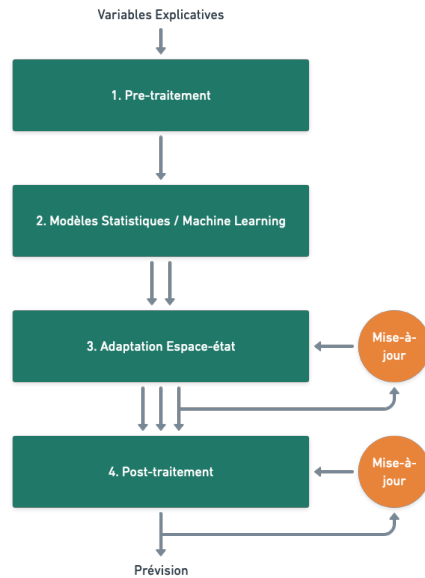 Variables Explicatives
1. Pre-traitement
2. Modèles Statistiques / Machine Learning
3. Adaptation Espace-état
Mise-à-
jour
4. Post-traitement
Mise-à-
jour
Prévision